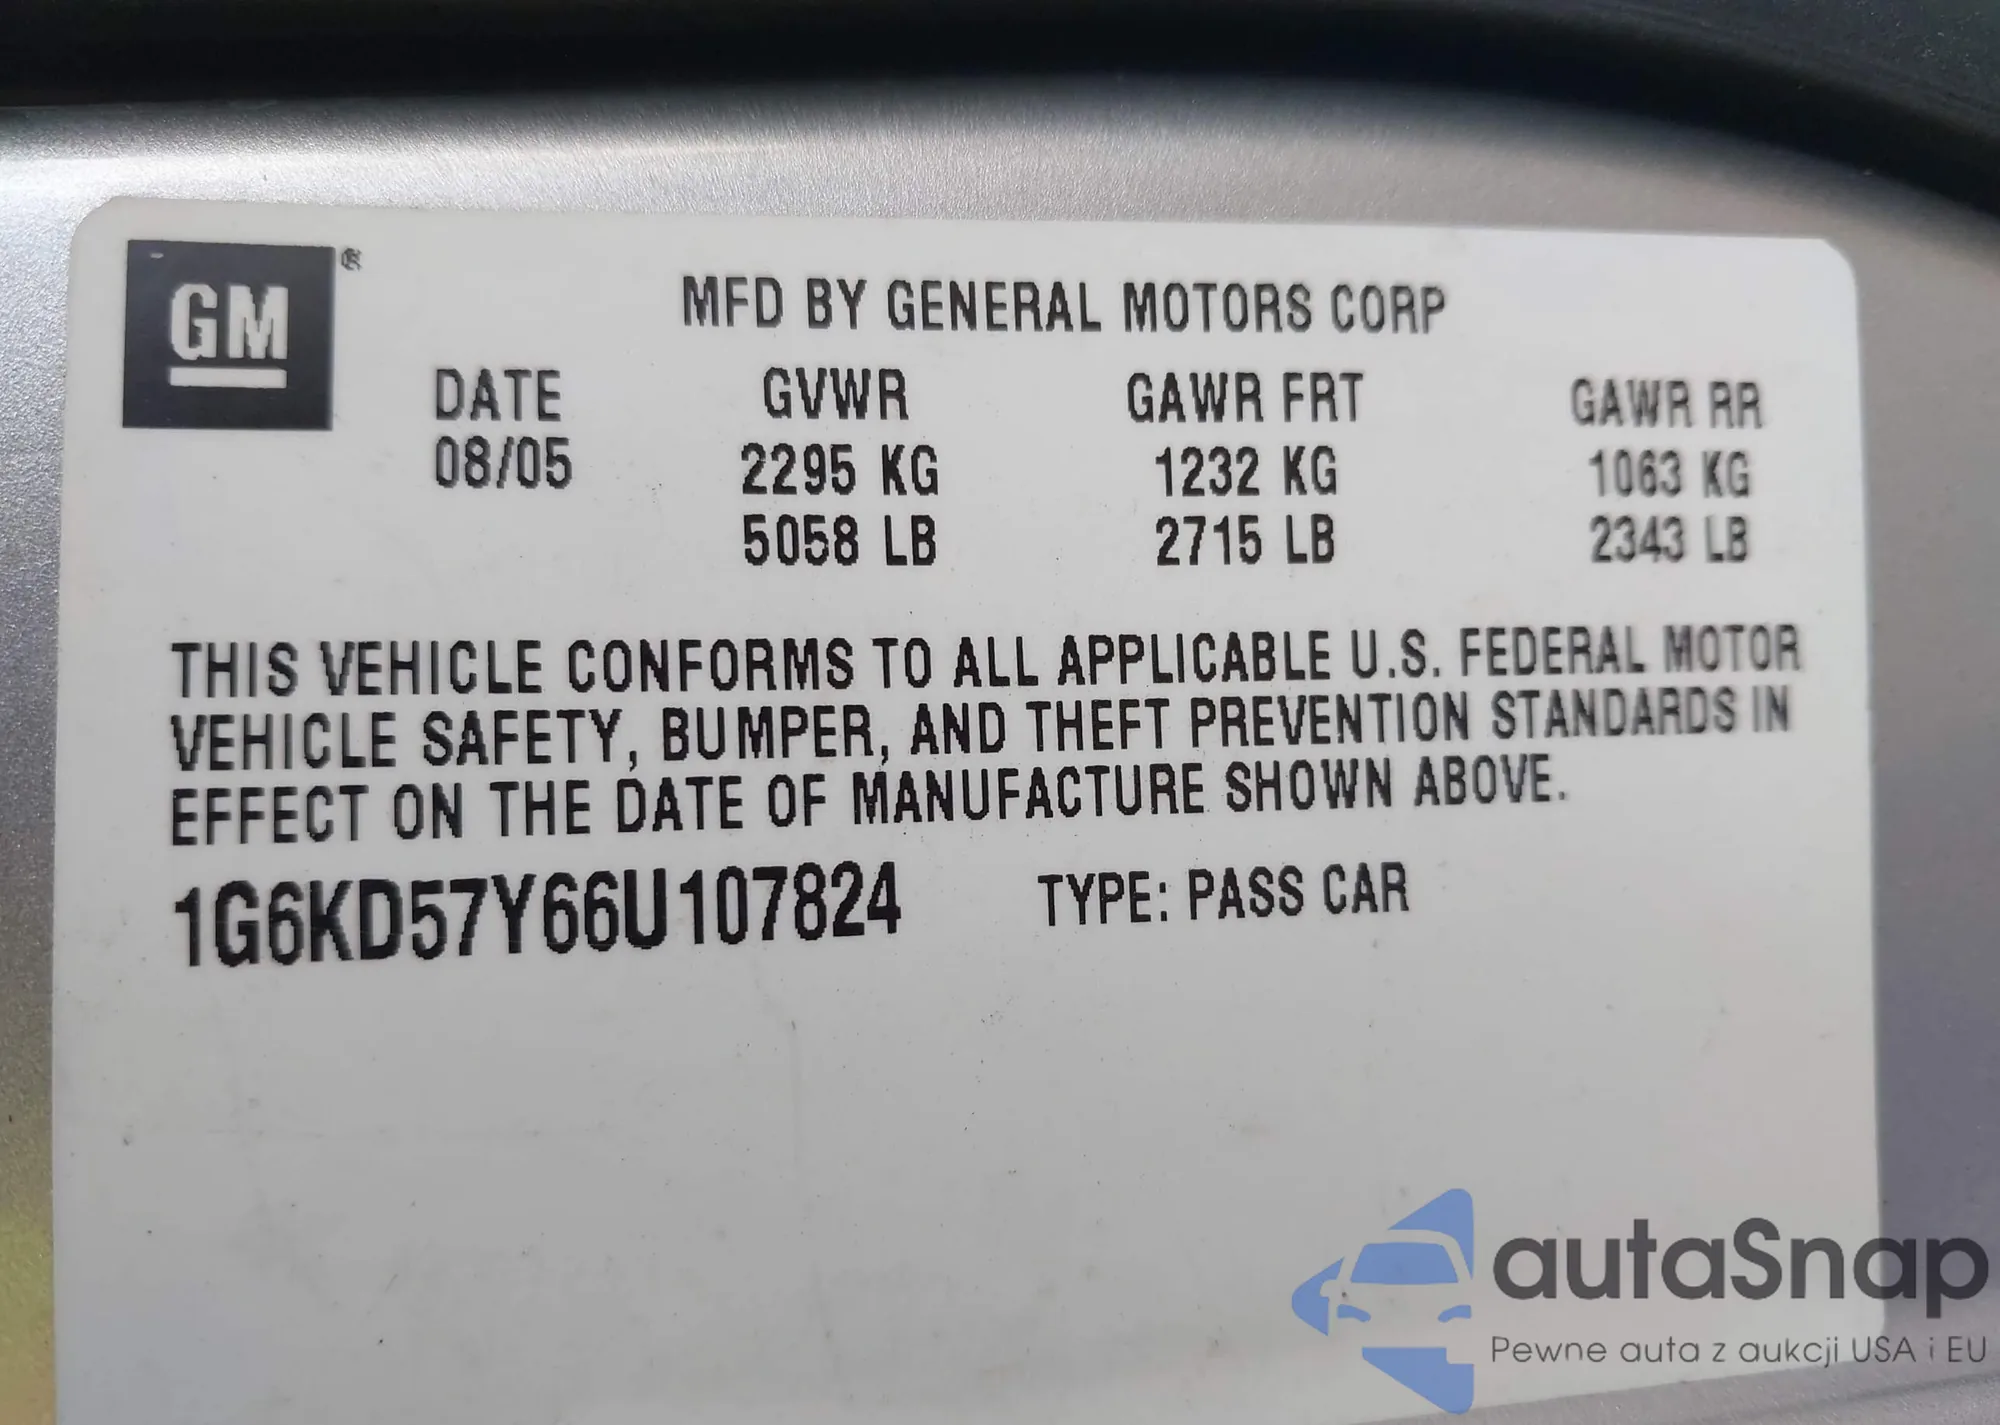 GM ®
MFD BY GENERAL MOTORS CORP
DATE GVWR GAWR FRT GAWR RR
08/05 2295 KG 1232 KG 1063 KG
5058 LB 2715 LB 2343 LB
THIS VEHICLE CONFORMS TO ALL APPLICABLE U.S. FEDERAL MOTOR
VEHICLE SAFETY, BUMPER, AND THEFT PREVENTION STANDARDS IN
EFFECT ON THE DATE OF MANUFACTURE SHOWN ABOVE.
1G6KD57Y66U107824 TYPE: PASS CAR
autaSnap
Pewne auta z aukcji USA i EU